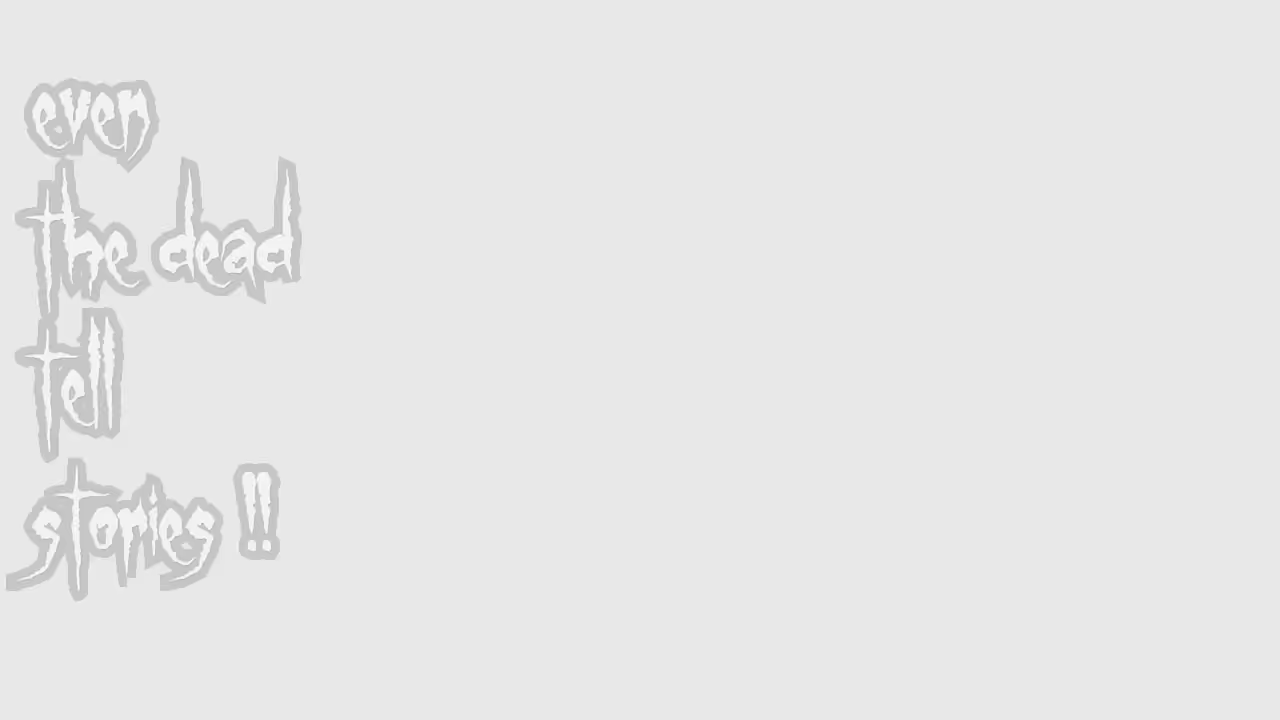 even
the dead
tell
stories !!